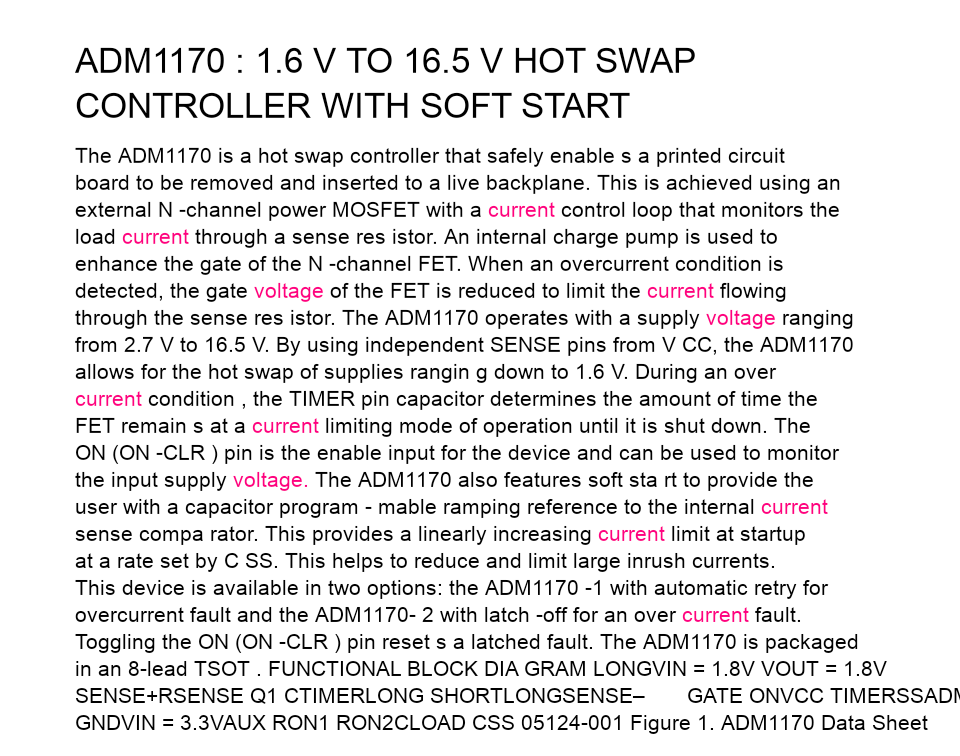 ADM1170 : 1.6 V TO 16.5 V HOT SWAP
CONTROLLER WITH SOFT START
The ADM1170 is a hot swap controller that safely enable s a printed circuit
board to be removed and inserted to a live backplane. This is achieved using an
external N -channel power MOSFET with a current control loop that monitors the
load current through a sense res istor. An internal charge pump is used to
enhance the gate of the N -channel FET. When an overcurrent condition is
detected, the gate voltage of the FET is reduced to limit the current flowing
through the sense res istor. The ADM1170 operates with a supply voltage ranging
from 2.7 V to 16.5 V. By using independent SENSE pins from V CC, the ADM1170
allows for the hot swap of supplies rangin g down to 1.6 V. During an over
current condition , the TIMER pin capacitor determines the amount of time the
FET remain s at a current limiting mode of operation until it is shut down. The
ON (ON -CLR ) pin is the enable input for the device and can be used to monitor
the input supply voltage. The ADM1170 also features soft sta rt to provide the
user with a capacitor program - mable ramping reference to the internal current
sense compa rator. This provides a linearly increasing current limit at startup
at a rate set by C SS. This helps to reduce and limit large inrush currents.
This device is available in two options: the ADM1170 -1 with automatic retry for
overcurrent fault and the ADM1170- 2 with latch -off for an over current fault.
Toggling the ON (ON -CLR ) pin reset s a latched fault. The ADM1170 is packaged
in an 8-lead TSOT . FUNCTIONAL BLOCK DIA GRAM LONGVIN = 1.8V VOUT = 1.8V
SENSE+RSENSE Q1 CTIMERLONG SHORTLONGSENSE– GATE ONVCC TIMERSSADM
GNDVIN = 3.3VAUX RON1 RON2CLOAD CSS 05124-001 Figure 1. ADM1170 Data Sheet